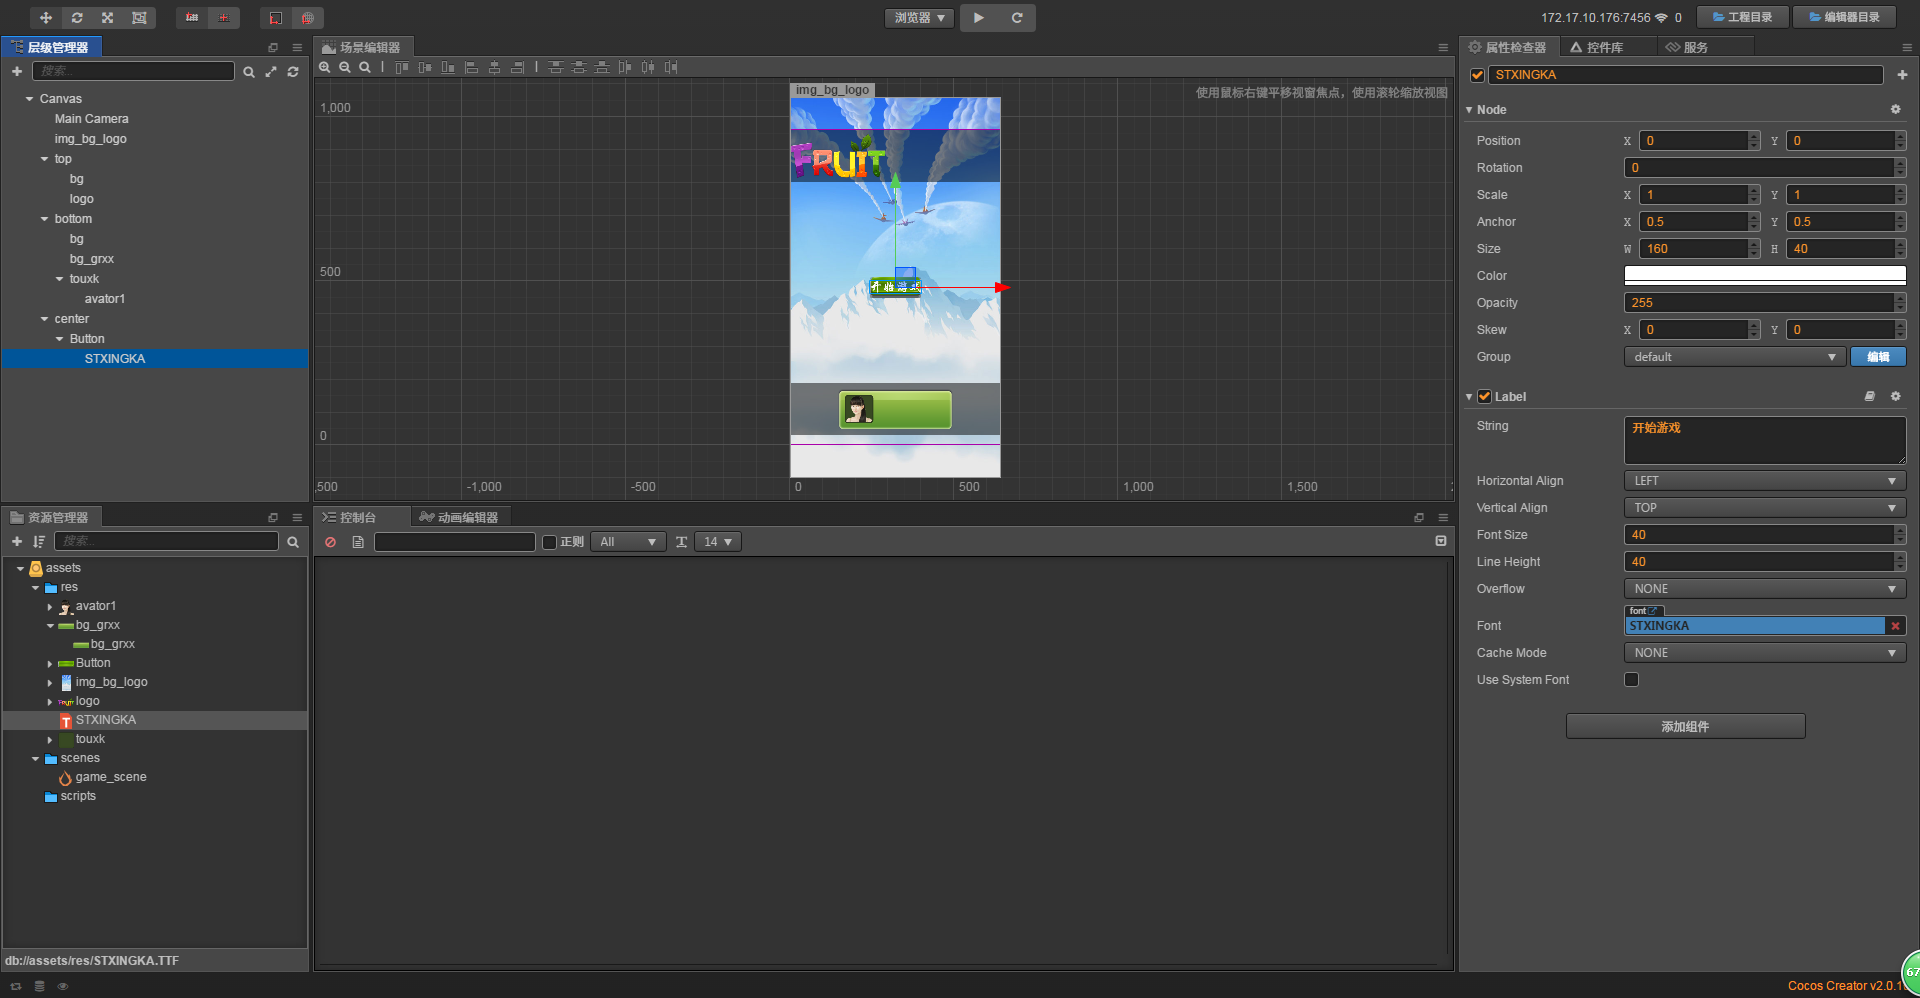 浏览器
172.17.10.176:7456 0
工程目录
编辑器目录
层级管理器
搜索...
Canvas
Main Camera
img_bg_logo
top
bg
logo
bottom
bg
bg_grxx
touxk
avator1
center
Button
STXINGKA
场景编辑器
使用鼠标右键平移视窗焦点，使用滚轮缩放视图
img_bg_logo
FRUIT
开始游戏
1,000
500
0
,500
-1,000
-500
0
500
1,000
1,500
资源管理器
搜索...
assets
res
avator1
bg_grxx
bg_grxx
Button
img_bg_logo
logo
STXINGKA
touxk
scenes
game_scene
scripts
db://assets/res/STXINGKA.TTF
控制台
动画编辑器
正则
All
14
属性检查器
控件库
服务
STXINGKA
Node
Position X 0 Y 0
Rotation 0
Scale X 1 Y 1
Anchor X 0.5 Y 0.5
Size W 160 H 40
Color
Opacity 255
Skew X 0 Y 0
Group default 编辑
Label
String 开始游戏
Horizontal Align LEFT
Vertical Align TOP
Font Size 40
Line Height 40
Overflow NONE
font
Font STXINGKA
Cache Mode NONE
Use System Font
添加组件
67
Cocos Creator v2.0.1